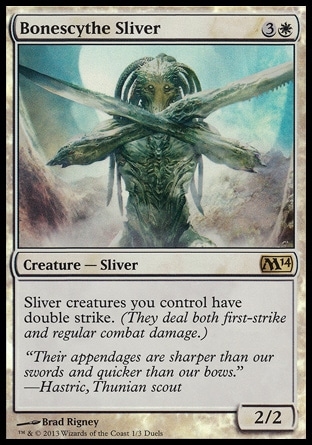 Bonescythe Sliver 3
Creature — Sliver M14
Sliver creatures you control have
double strike. (They deal both first-strike
and regular combat damage.)
“Their appendages are sharper than our
swords and quicker than our bows.”
—Hastric, Thunian scout
Brad Rigney
™ & © 2013 Wizards of the Coast 1/3 Duels
2/2